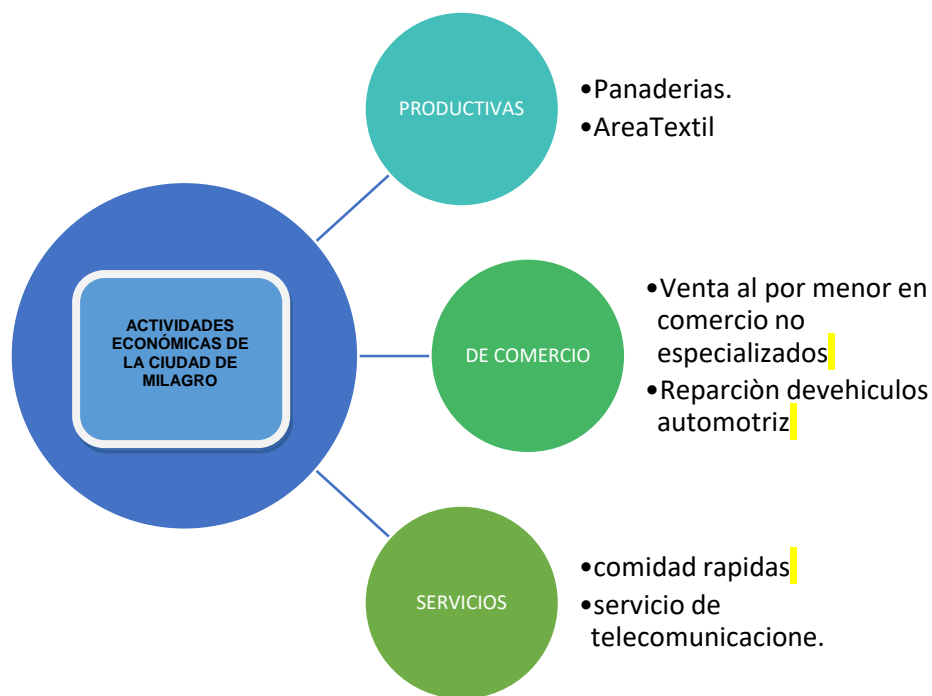 PRODUCTIVAS
•Panaderias.
•AreaTextil
ACTIVIDADES
ECONÓMICAS DE
LA CIUDAD DE
MILAGRO
DE COMERCIO
•Venta al por menor en
comercio no
especializados
•Reparciòn devehiculos
automotriz
SERVICIOS
•comidad rapidas
•servicio de
telecomunicacione.